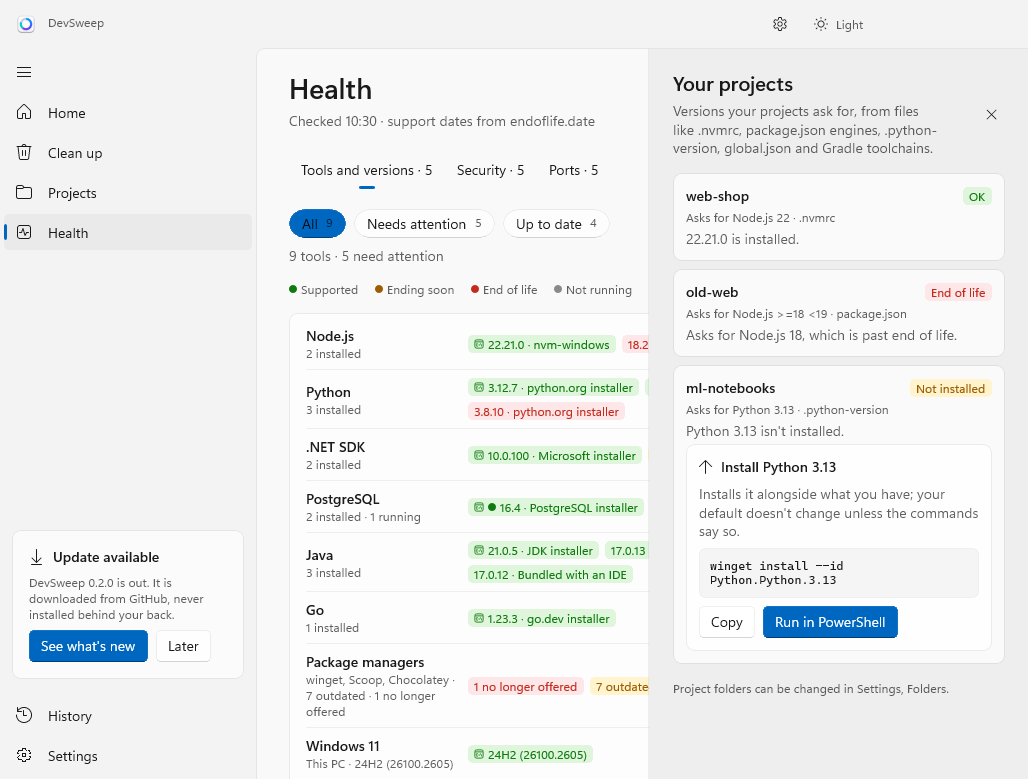 DevSweep
Light
Home
Clean up
Projects
Health
Update available
DevSweep 0.2.0 is out. It is
downloaded from GitHub, never
installed behind your back.
See what's new
Later
History
Settings
Health
Checked 10:30 · support dates from endoflife.date
Tools and versions · 5
Security · 5
Ports · 5
All 9
Needs attention 5
Up to date 4
9 tools · 5 need attention
Supported
Ending soon
End of life
Not running
Node.js
2 installed
22.21.0 · nvm-windows
18.2
Python
3 installed
3.12.7 · python.org installer
3.8.10 · python.org installer
.NET SDK
2 installed
10.0.100 · Microsoft installer
PostgreSQL
2 installed · 1 running
16.4 · PostgreSQL installer
Java
3 installed
21.0.5 · JDK installer
17.0.13
17.0.12 · Bundled with an IDE
Go
1 installed
1.23.3 · go.dev installer
Package managers
winget, Scoop, Chocolatey ·
7 outdated · 1 no longer
offered
1 no longer offered
7 outdate
Windows 11
This PC · 24H2 (26100.2605)
24H2 (26100.2605)
Your projects
Versions your projects ask for, from files
like .nvmrc, package.json engines, .python-
version, global.json and Gradle toolchains.
web-shop
OK
Asks for Node.js 22 · .nvmrc
22.21.0 is installed.
old-web
End of life
Asks for Node.js >=18 <19 · package.json
Asks for Node.js 18, which is past end of life.
ml-notebooks
Not installed
Asks for Python 3.13 · .python-version
Python 3.13 isn't installed.
Install Python 3.13
Installs it alongside what you have; your
default doesn't change unless the commands
say so.
winget install --id
Python.Python.3.13
Copy
Run in PowerShell
Project folders can be changed in Settings, Folders.